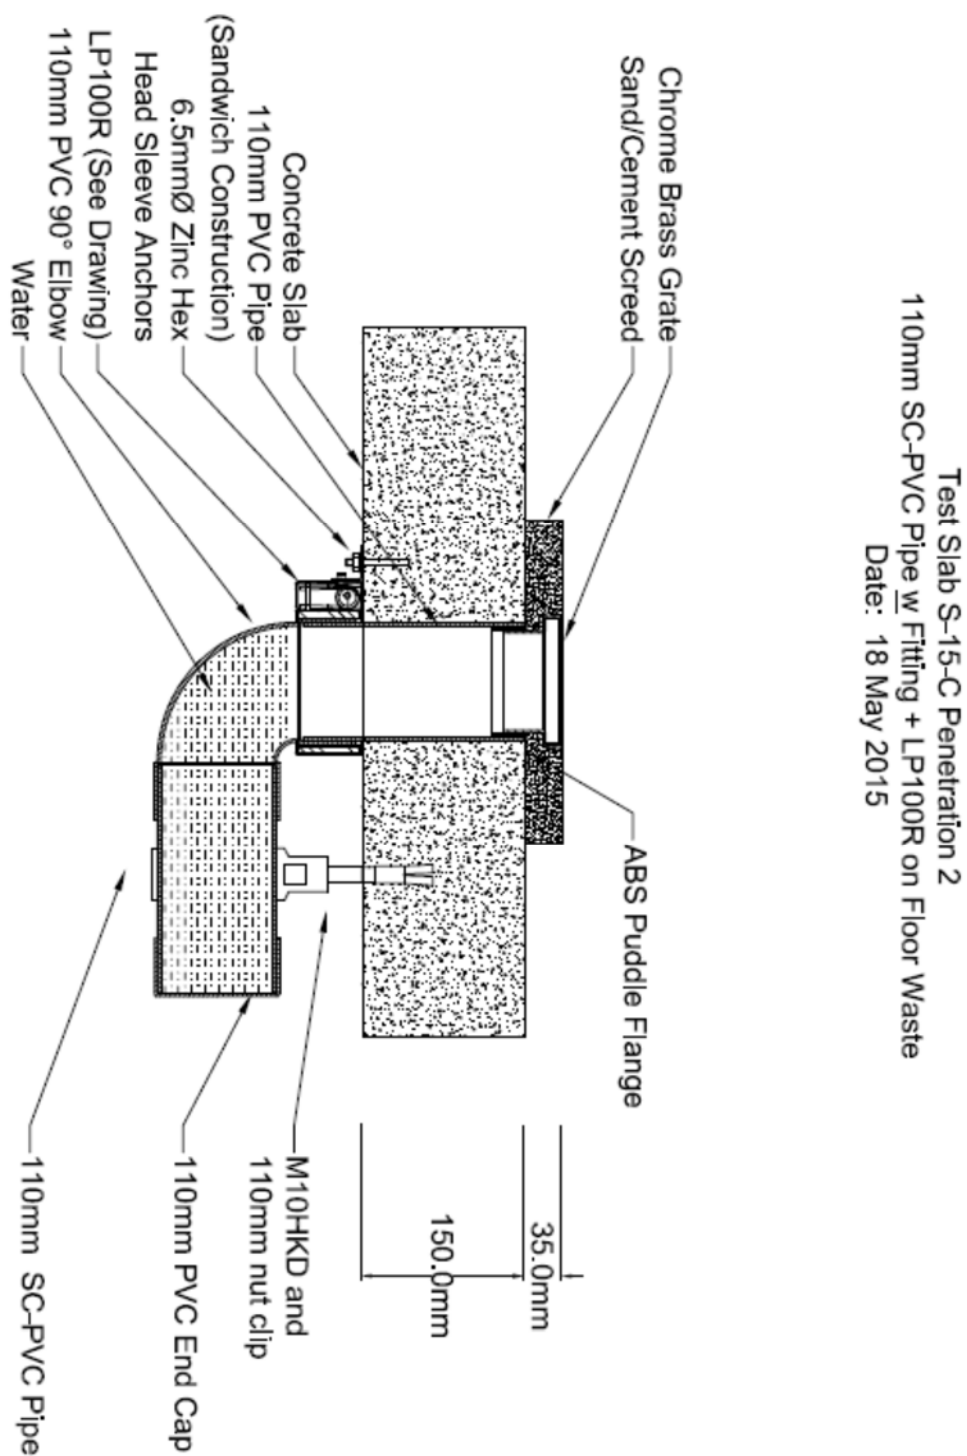 Test Slab S-15-C Penetration 2
110mm SC-PVC Pipe w Fitting + LP100R on Floor Waste
Date: 18 May 2015
Chrome Brass Grate
Sand/Cement Screed
Concrete Slab
110mm PVC Pipe
(Sandwich Construction)
6.5mmØ Zinc Hex
Head Sleeve Anchors
LP100R (See Drawing)
110mm PVC 90° Elbow
Water
ABS Puddle Flange
35.0mm
150.0mm
M10HKD and
110mm nut clip
110mm PVC End Cap
110mm SC-PVC Pipe